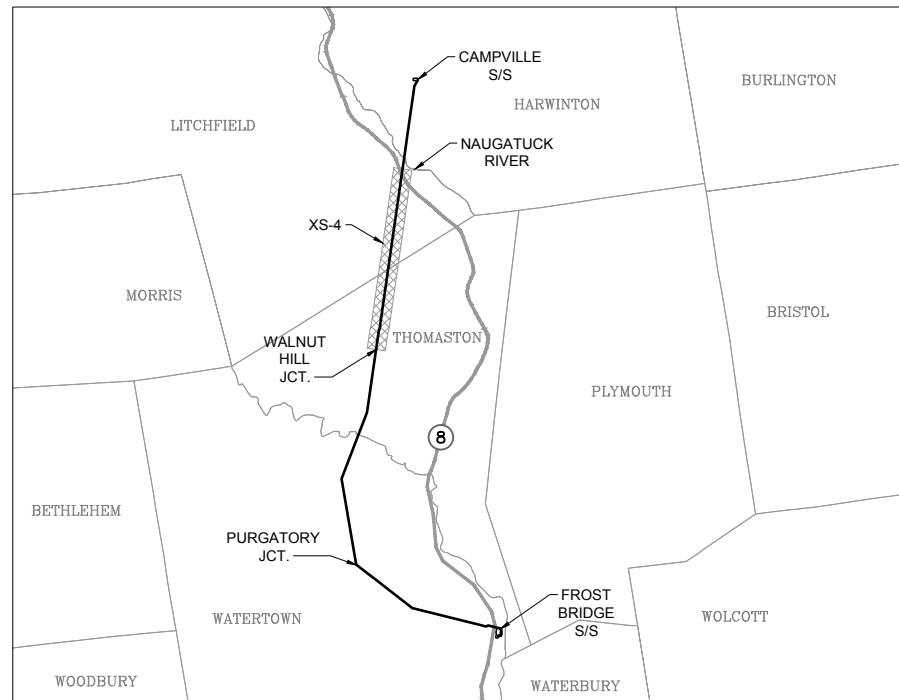 CAMPVILLE
S/S
BURLINGTON
HARWINTON
LITCHFIELD
NAUGATUCK
RIVER
XS-4
MORRIS
BRISTOL
WALNUT
HILL
JCT.
THOMASTON
PLYMOUTH
8
BETHLEHEM
PURGATORY
JCT.
FROST
BRIDGE
S/S
WATERTOWN
WOLCOTT
WOODBURY
WATERBURY